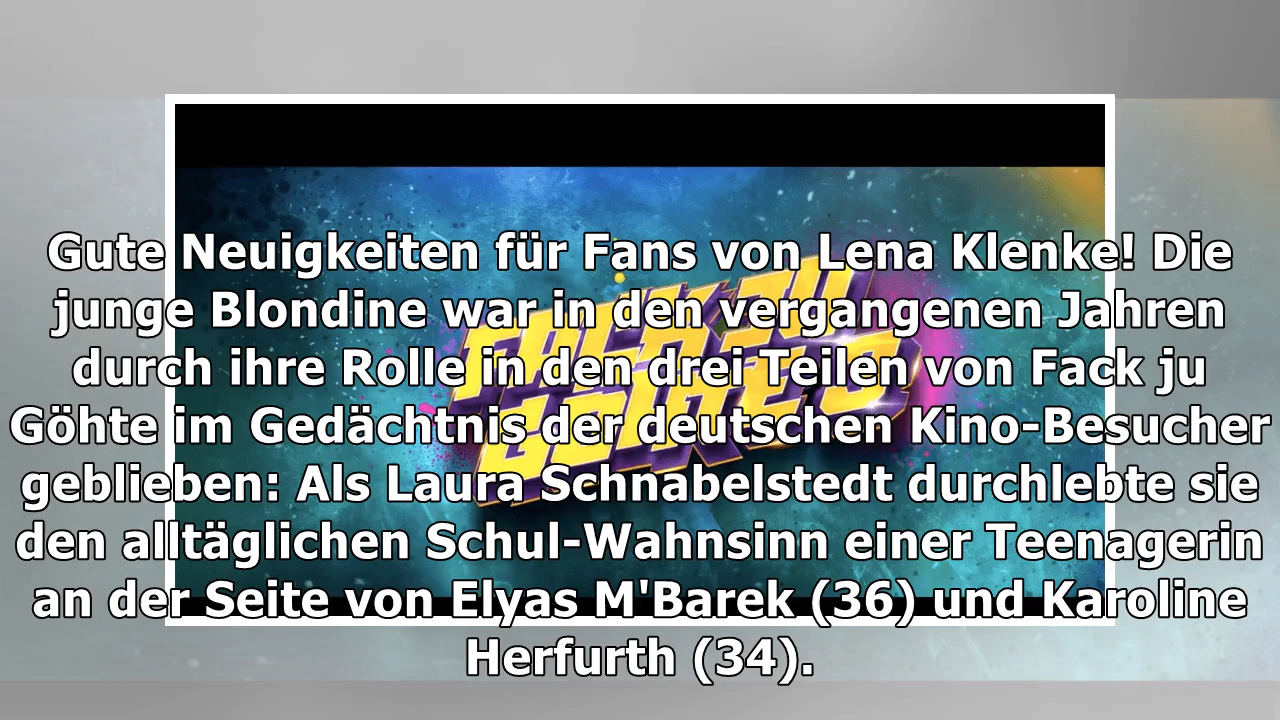 Gute Neuigkeiten für Fans von Lena Klenke! Die
junge Blondine war in den vergangenen Jahren
durch ihre Rolle in den drei Teilen von Fack ju
Göhte im Gedächtnis der deutschen Kino-Besucher
geblieben: Als Laura Schnabelstedt durchlebte sie
den alltäglichen Schul-Wahnsinn einer Teenagerin
an der Seite von Elyas M'Barek (36) und Karoline
Herfurth (34).